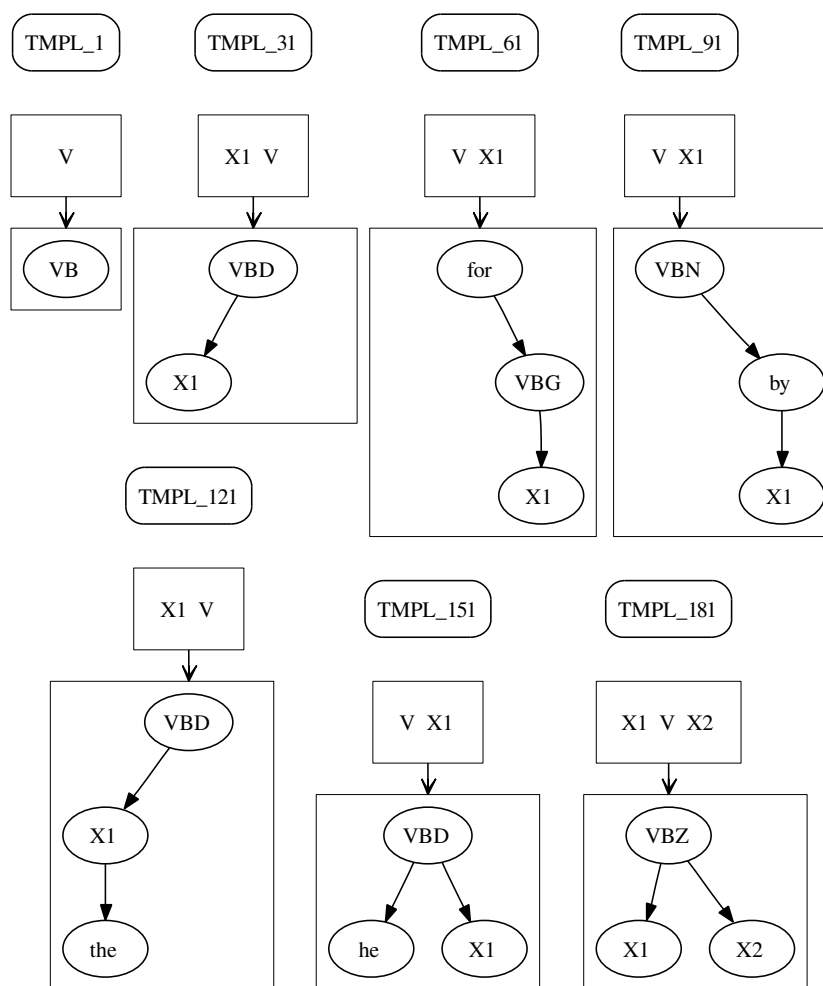 TMPL_1
TMPL_31
TMPL_61
TMPL_91
V
X1 V
V X1
V X1
VB
VBD
for
VBN
X1
VBG
by
X1
X1
TMPL_121
X1 V
TMPL_151
TMPL_181
VBD
V X1
X1 V X2
X1
VBD
VBZ
the
he
X1
X1
X2